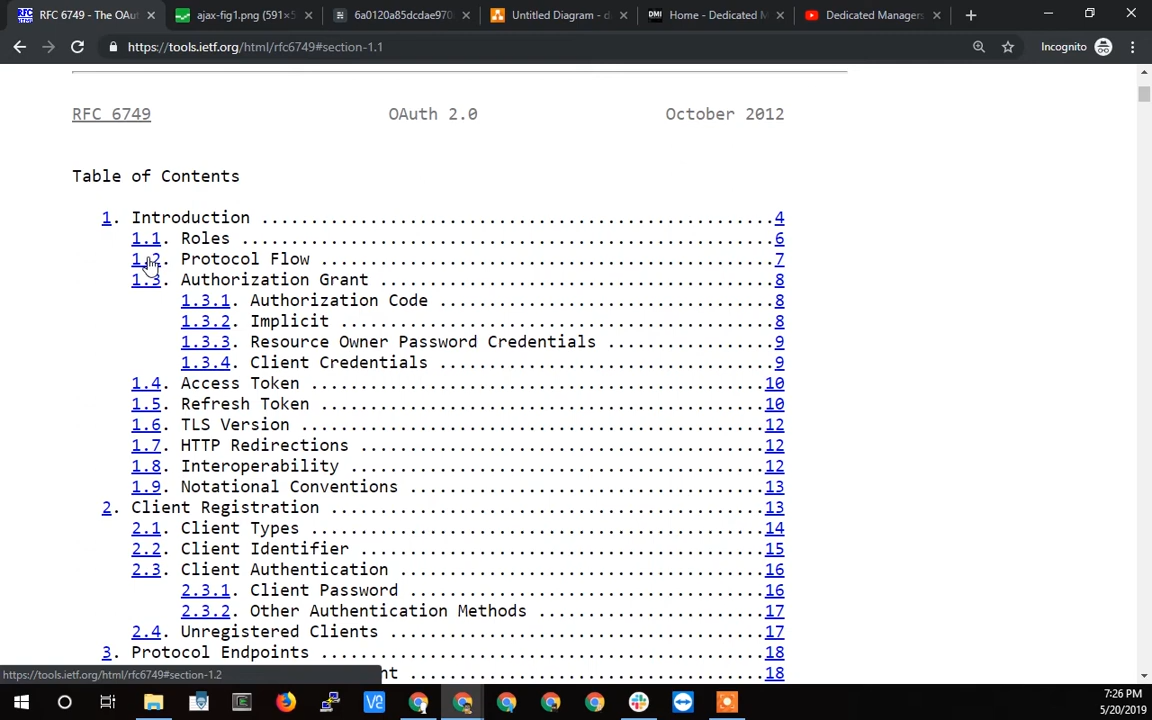 RFC 6749 - The OAu
ajax-fig1.png (591×5
6a0120a85dcdae970
Untitled Diagram - d
DMI
Home - Dedicated M
Dedicated Managers
https://tools.ietf.org/html/rfc6749#section-1.1
Incognito
RFC 6749 OAuth 2.0 October 2012
Table of Contents
1. Introduction ....................................................4
1.1. Roles ......................................................6
1.2. Protocol Flow ..............................................7
1.3. Authorization Grant ........................................8
1.3.1. Authorization Code ..................................8
1.3.2. Implicit ............................................8
1.3.3. Resource Owner Password Credentials .................9
1.3.4. Client Credentials ..................................9
1.4. Access Token ..............................................10
1.5. Refresh Token .............................................10
1.6. TLS Version ...............................................12
1.7. HTTP Redirections .........................................12
1.8. Interoperability ..........................................12
1.9. Notational Conventions ....................................13
2. Client Registration ............................................13
2.1. Client Types ..............................................14
2.2. Client Identifier .........................................15
2.3. Client Authentication .....................................16
2.3.1. Client Password ....................................16
2.3.2. Other Authentication Methods .......................17
2.4. Unregistered Clients ......................................17
3. Protocol Endpoints .............................................18
nt .......................................18
https://tools.ietf.org/html/rfc6749#section-1.2
7:26 PM
5/20/2019